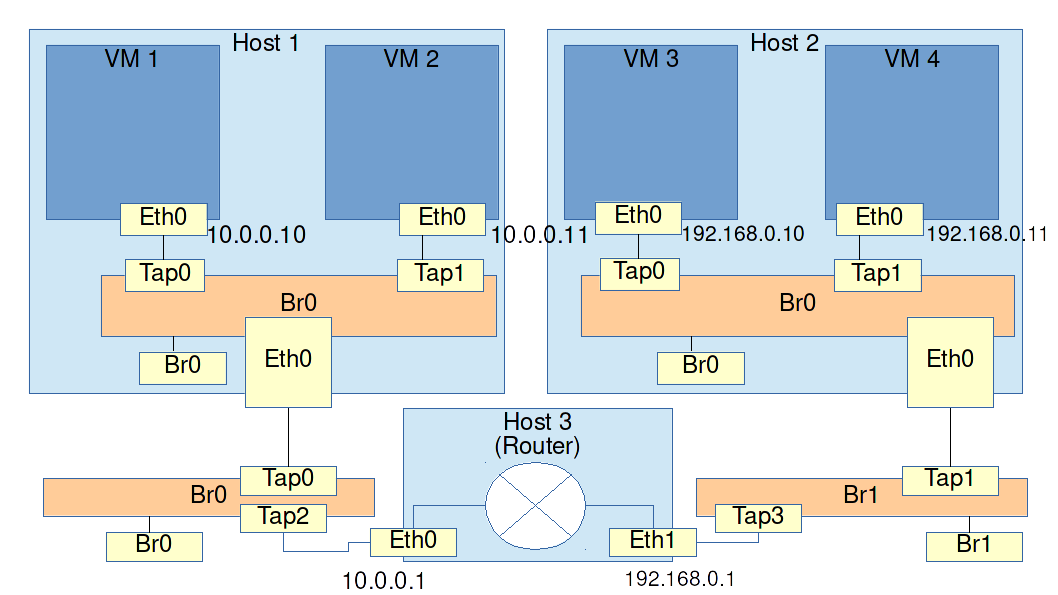 Host 1
Host 2
VM 1
VM 2
VM 3
VM 4
Eth0
Eth0
Eth0
Eth0
10.0.0.10
10.0.0.11
192.168.0.10
192.168.0.11
Tap0
Tap1
Tap0
Tap1
Br0
Br0
Br0
Eth0
Br0
Eth0
Host 3
(Router)
Tap0
Tap1
Br0
Br1
Tap2
Tap3
Br0
Eth0
Eth1
Br1
10.0.0.1
192.168.0.1